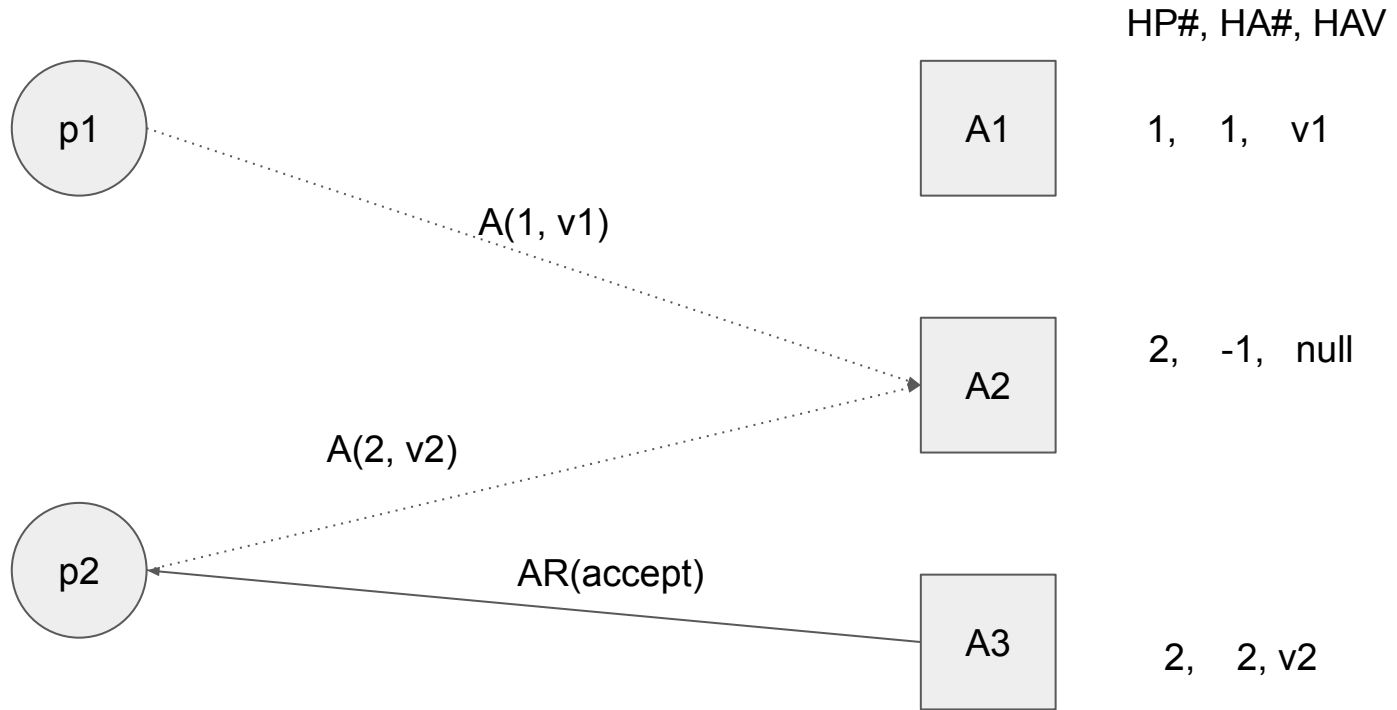 HP#, HA#, HAV
p1
A1
1, 1, v1
A(1, v1)
A2
2, -1, null
A(2, v2)
p2
AR(accept)
A3
2, 2, v2